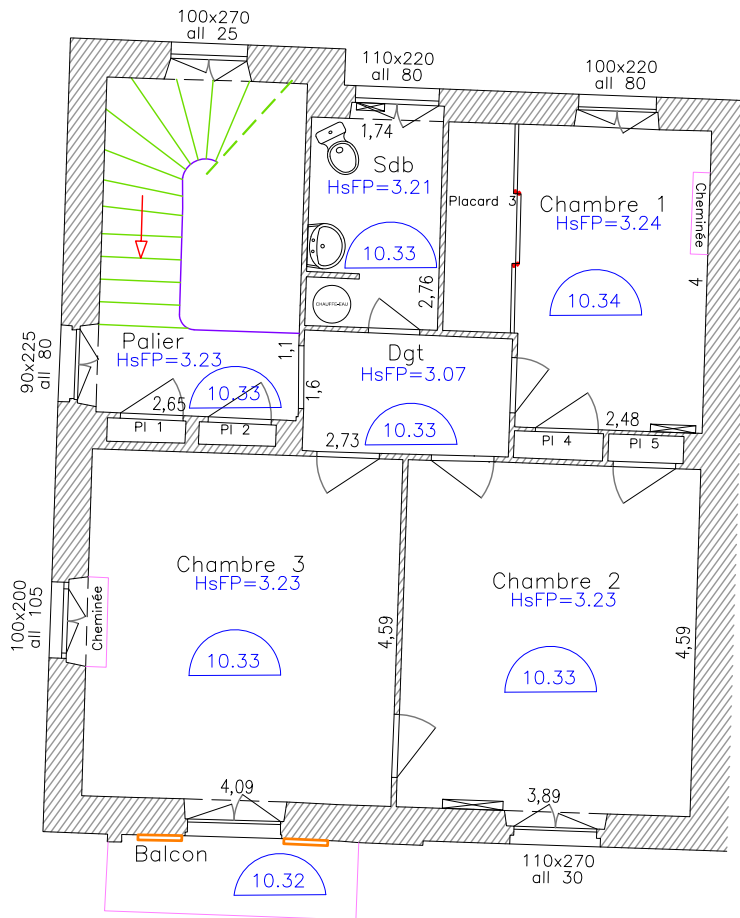 100x270
all 25
110x220
all 80
100x220
all 80
1,74
Sdb
HsFP=3.21
10.33
2,76
CHAUFFE-EAU
Placard 3
Chambre 1
HsFP=3.24
10.34
Cheminée
4
90x225
all 80
Palier
HsFP=3.23
10.33
1,1
2,65
Dgt
HsFP=3.07
1,6
10.33
2,73
2,48
Pl 1
Pl 2
Pl 4
Pl 5
100x200
all 105
Cheminée
Chambre 3
HsFP=3.23
10.33
4,59
4,09
Chambre 2
HsFP=3.23
10.33
4,59
3,89
Balcon
10.32
110x270
all 30